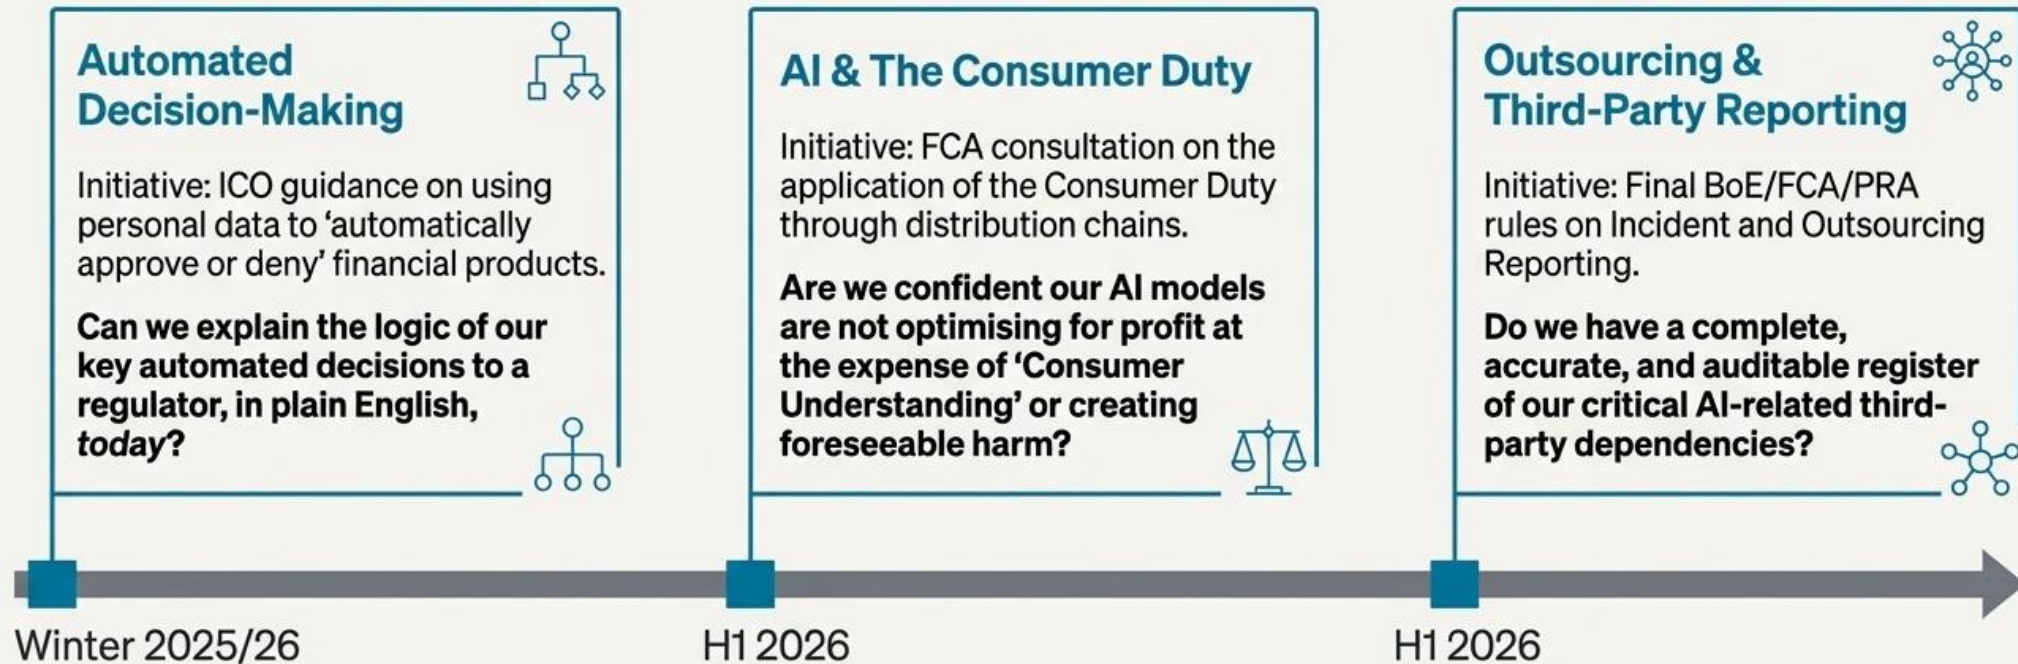 Automated
Decision-Making
Initiative: ICO guidance on using
personal data to ‘automatically
approve or deny’ financial products.
Can we explain the logic of our
key automated decisions to a
regulator, in plain English,
today?
Winter 2025/26
AI & The Consumer Duty
Initiative: FCA consultation on the
application of the Consumer Duty
through distribution chains.
Are we confident our AI models
are not optimising for profit at
the expense of ‘Consumer
Understanding’ or creating
foreseeable harm?
H1 2026
Outsourcing &
Third-Party Reporting
Initiative: Final BoE/FCA/PRA
rules on Incident and Outsourcing
Reporting.
Do we have a complete,
accurate, and auditable register
of our critical AI-related third-
party dependencies?
H1 2026